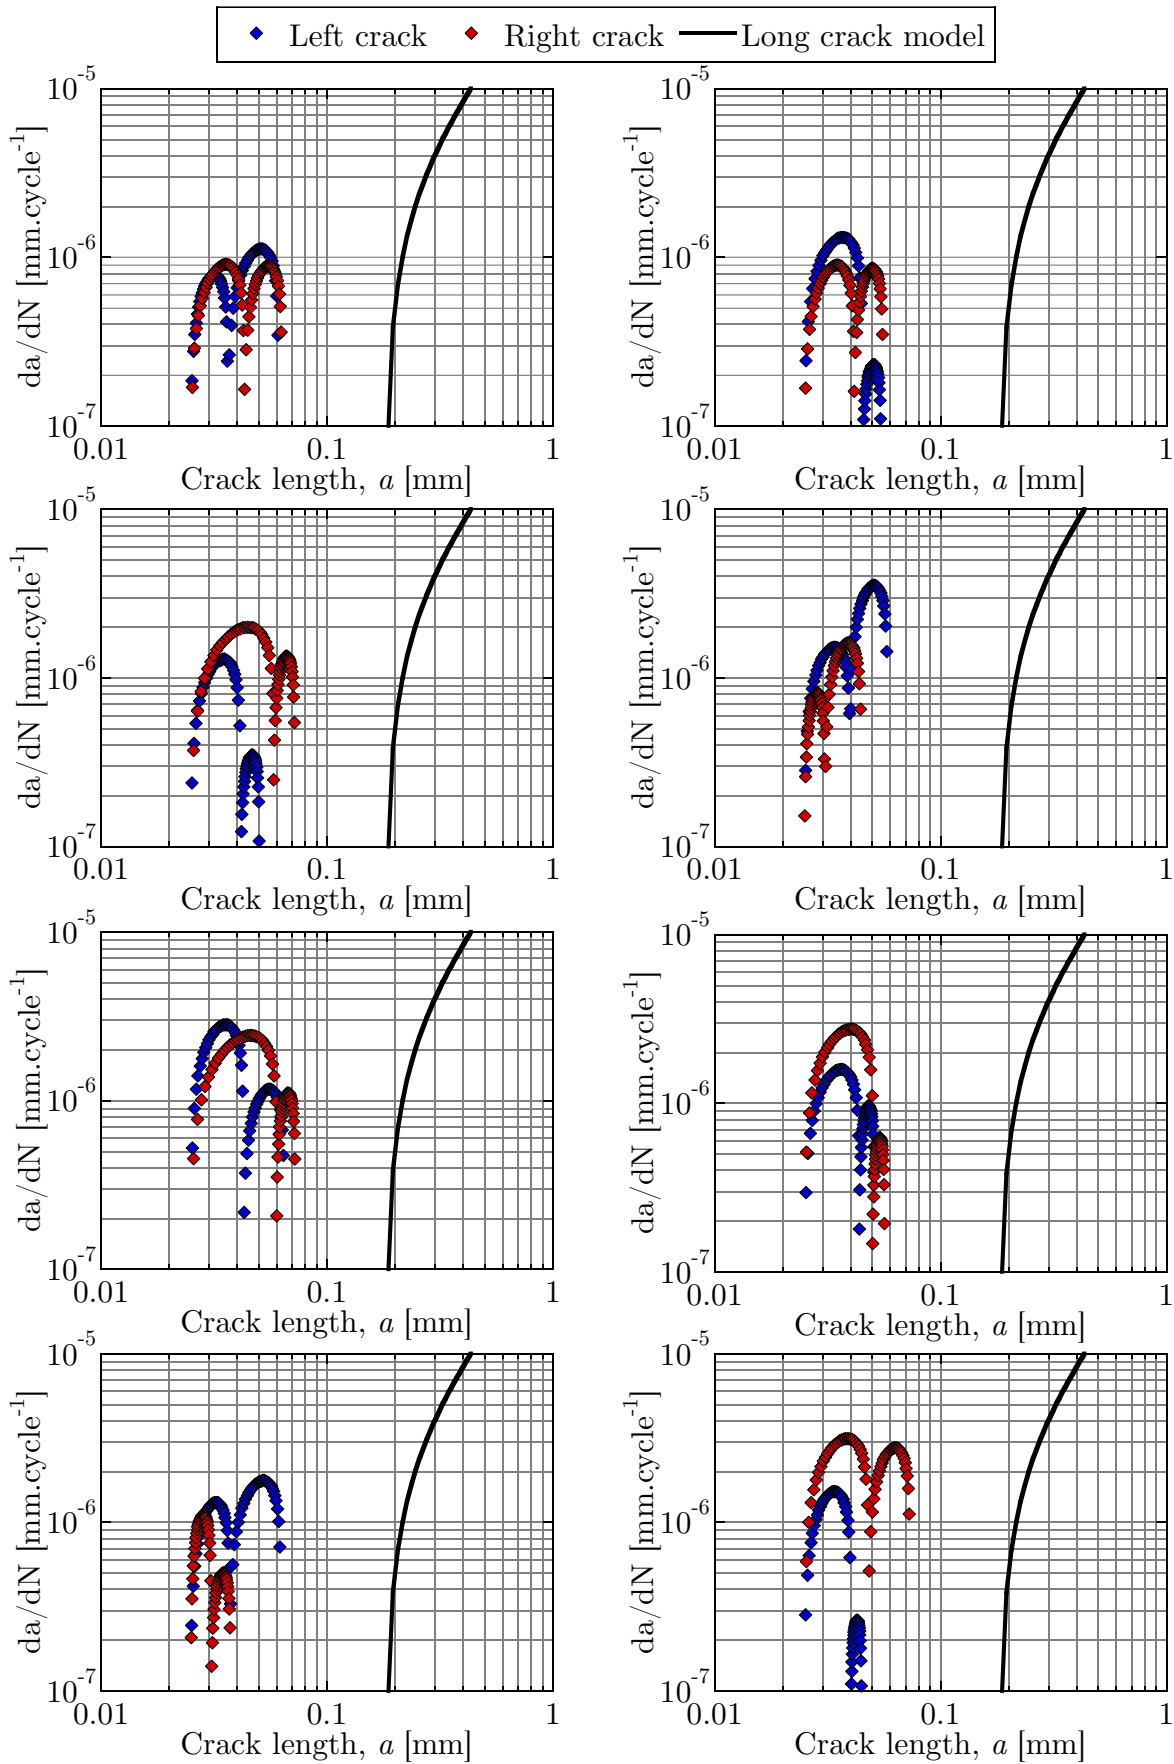 Left crack Right crack Long crack model
10^-5
10^-6
10^-7
da/dN [mm.cycle^-1]
0.01 0.1 1
Crack length, a [mm]
10^-5
10^-6
10^-7
da/dN [mm.cycle^-1]
0.01 0.1 1
Crack length, a [mm]
10^-5
10^-6
10^-7
da/dN [mm.cycle^-1]
0.01 0.1 1
Crack length, a [mm]
10^-5
10^-6
10^-7
da/dN [mm.cycle^-1]
0.01 0.1 1
Crack length, a [mm]
10^-5
10^-6
10^-7
da/dN [mm.cycle^-1]
0.01 0.1 1
Crack length, a [mm]
10^-5
10^-6
10^-7
da/dN [mm.cycle^-1]
0.01 0.1 1
Crack length, a [mm]
10^-5
10^-6
10^-7
da/dN [mm.cycle^-1]
0.01 0.1 1
Crack length, a [mm]
10^-5
10^-6
10^-7
da/dN [mm.cycle^-1]
0.01 0.1 1
Crack length, a [mm]